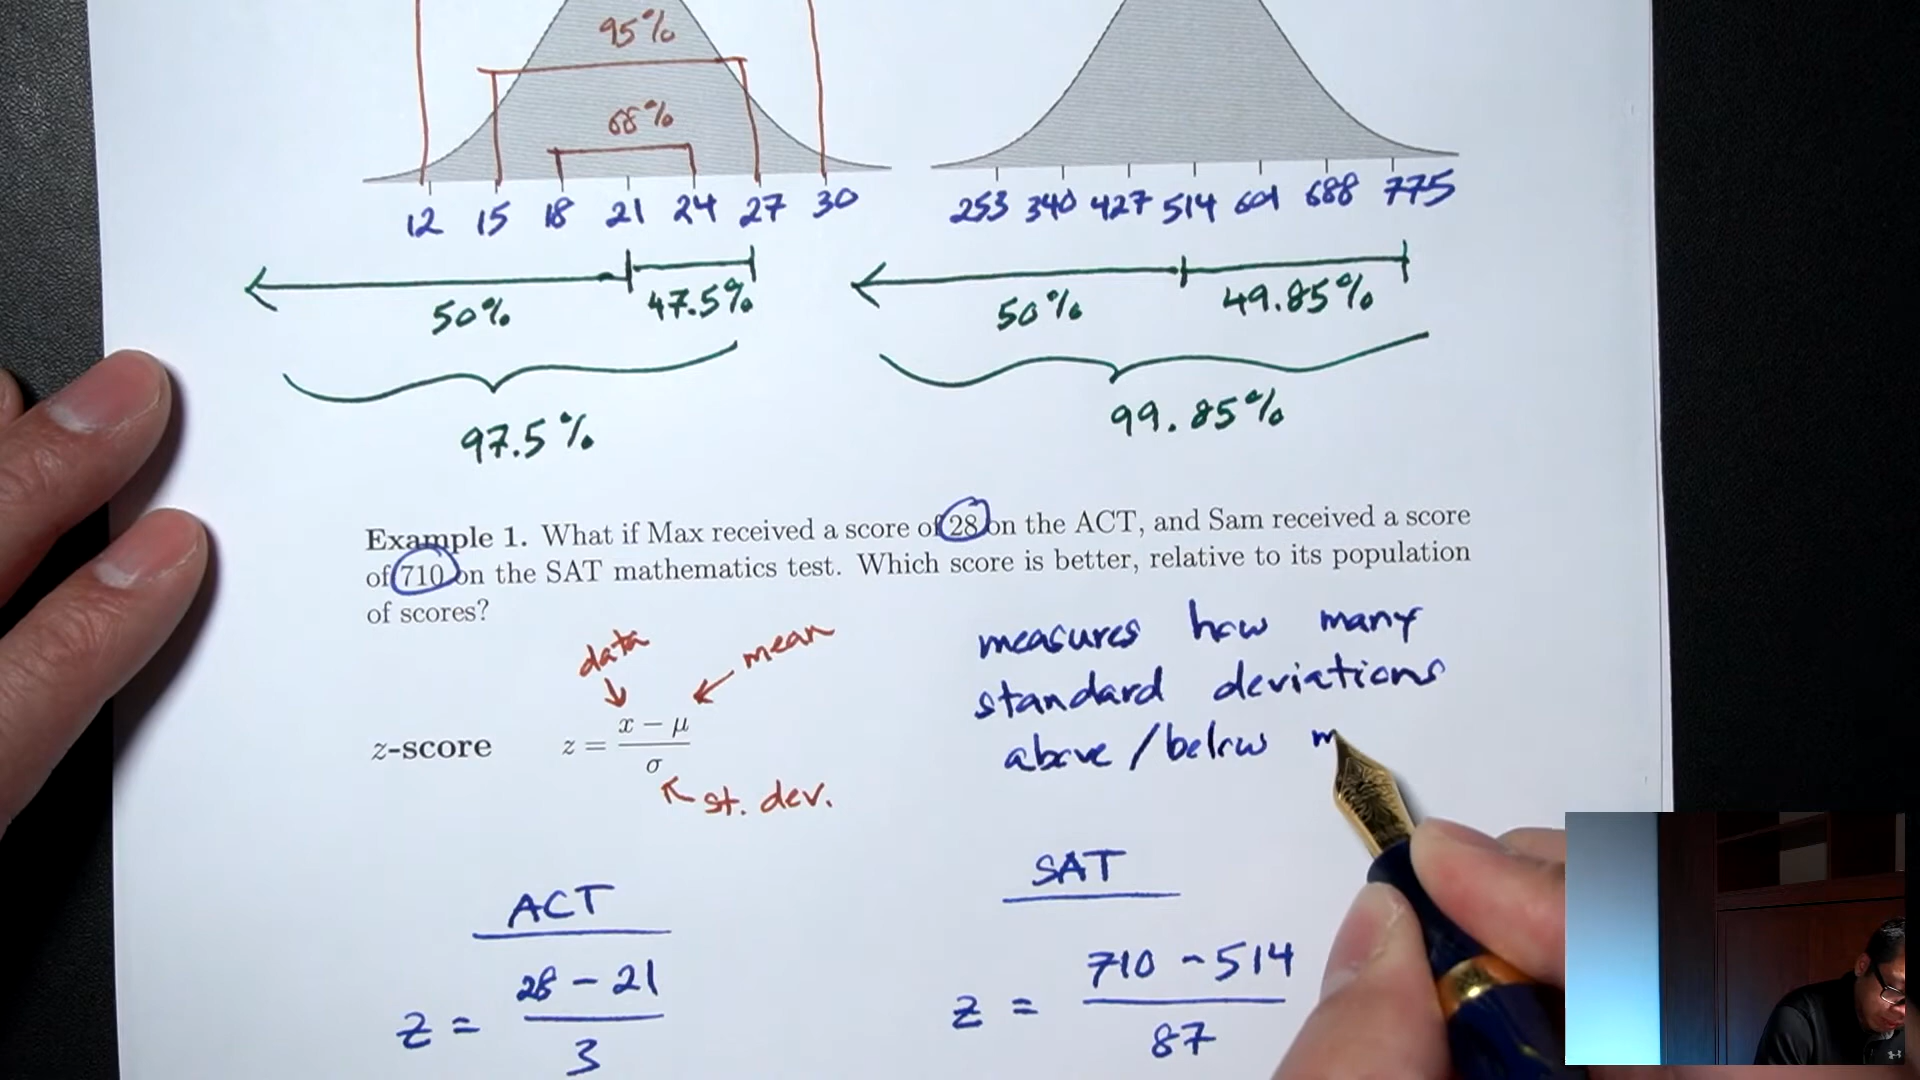 95%
68%
12 15 18 21 24 27 30
253 340 427 514 601 688 775
50% 47.5%
50% 49.85%
97.5%
99.85%
Example 1. What if Max received a score of 28 on the ACT, and Sam received a score
of 710 on the SAT mathematics test. Which score is better, relative to its population
of scores?
data
mean
z-score z = x − μ / σ
st. dev.
measures how many
standard deviations
above / below m
ACT
z = 28 - 21 / 3
SAT
z = 710 - 514 / 87